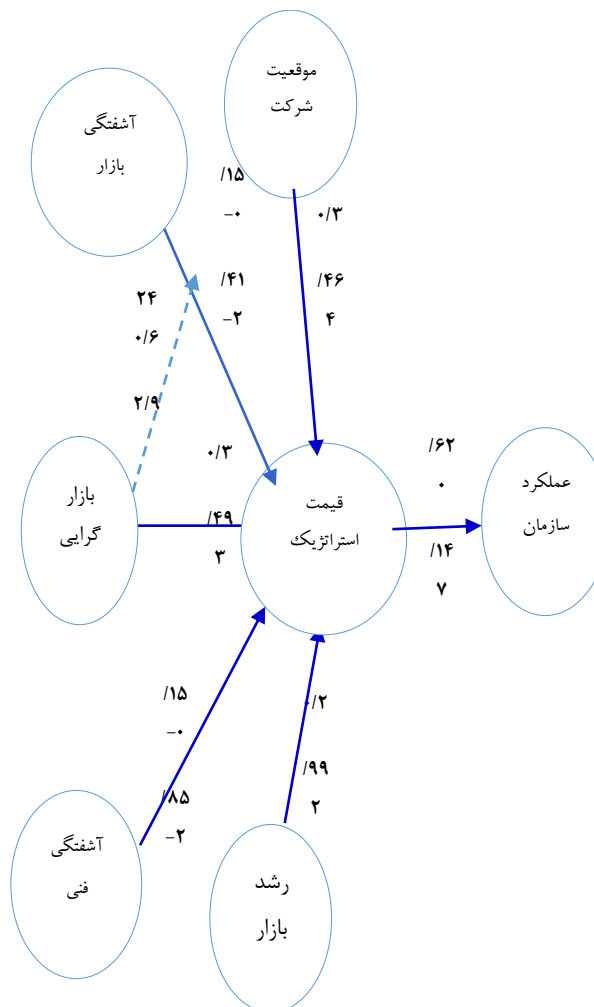 موقعیت
شرکت
آشفتگی
بازار
/۱۵
−۰
۰/۳
/۴۱
−۲
/۴۶
۴
۲۴
۰/۶
۲/۹
بازار
گرایی
۰/۳
/۴۹
۳
قیمت
استراتژیک
/۶۲
۰
/۱۴
۷
عملکرد
سازمان
/۱۵
−۰
/۸۵
−۲
۰/۲
/۹۹
۲
آشفتگی
فنی
رشد
بازار